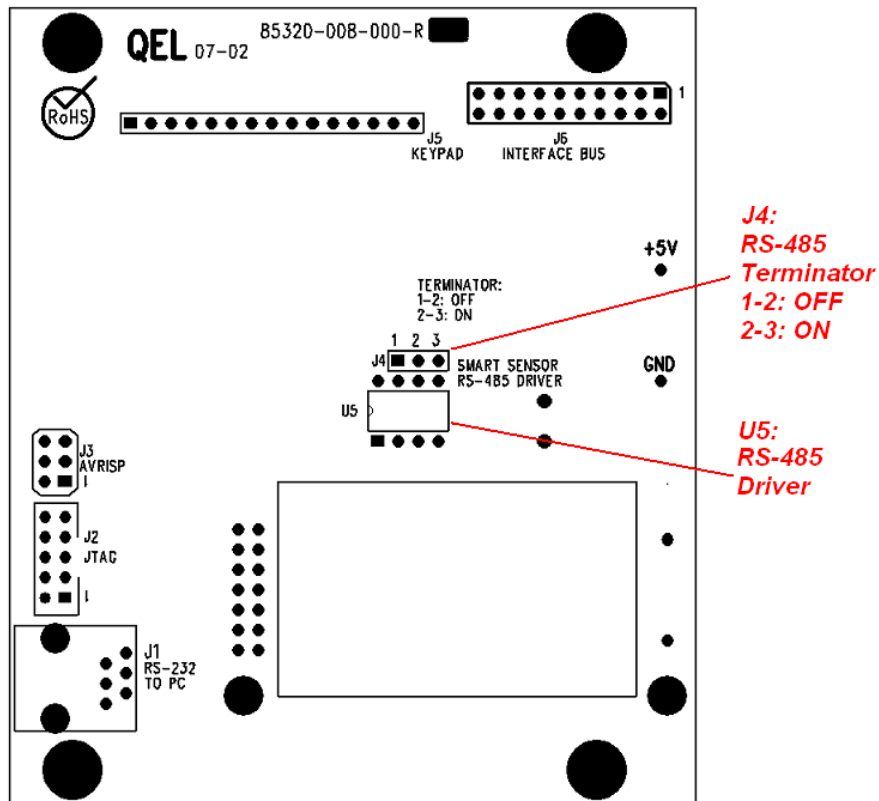 QEL 07-02
85320-008-000-R
RoHS
1
J5
KEYPAD
J6
INTERFACE BUS
J4:
RS-485
Terminator
1-2: OFF
2-3: ON
+5V
TERMINATOR:
1-2: OFF
2-3: ON
1 2 3
J4
SMART SENSOR
RS-485 DRIVER
GND
U5
U5:
RS-485
Driver
J3
AVRISP
1
J2
JTAG
1
J1
RS-232
TO PC